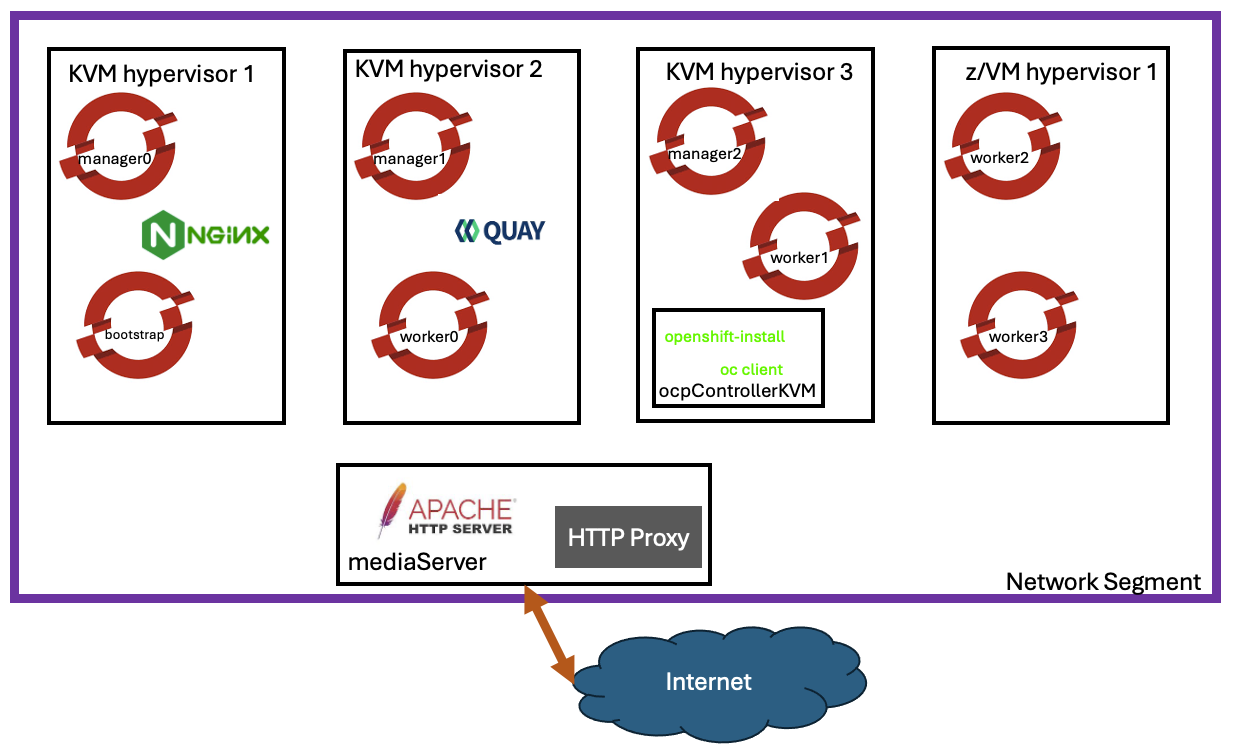 KVM hypervisor 1
manager0
NGINX
bootstrap
KVM hypervisor 2
manager1
QUAY
worker0
KVM hypervisor 3
manager2
worker1
openshift-install
oc client
ocpControllerKVM
z/VM hypervisor 1
worker2
worker3
APACHE
HTTP SERVER
mediaServer
HTTP Proxy
Network Segment
Internet